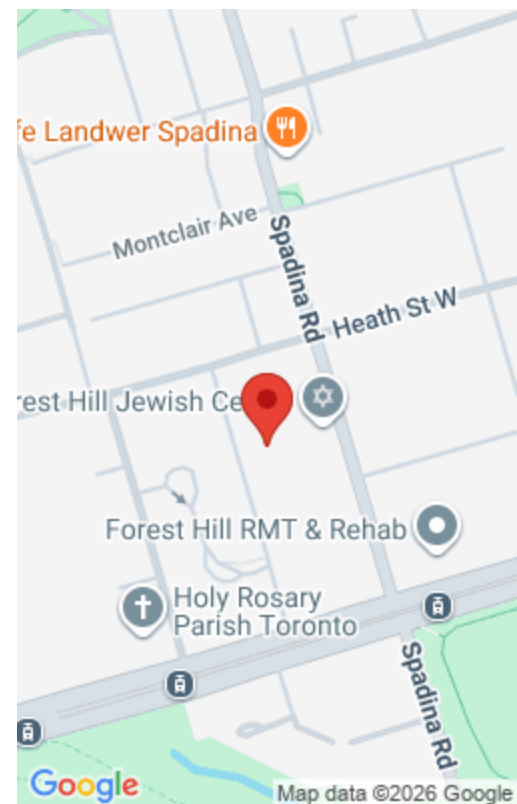 fe Landwer Spadina
Montclair Ave
Spadina Rd
Heath St W
rest Hill Jewish Ce
Forest Hill RMT & Rehab
Holy Rosary
Parish Toronto
Spadina Rd
Google
Map data ©2026 Google